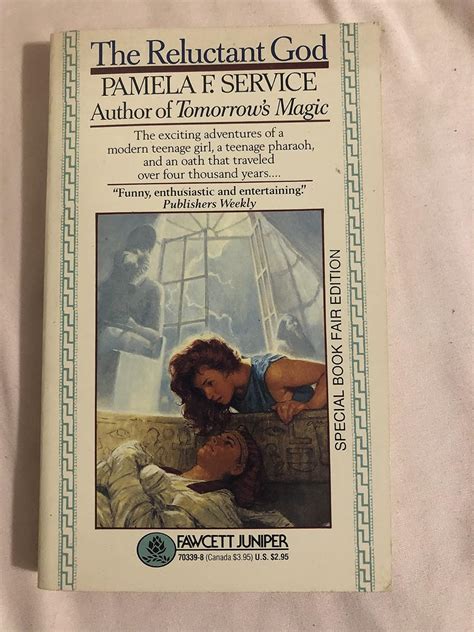 The Reluctant God
PAMELA F. SERVICE
Author of Tomorrow's Magic
The exciting adventures of a
modern teenage girl, a teenage pharaoh,
and an oath that traveled
over four thousand years....
"Funny, enthusiastic and entertaining."
Publishers Weekly
SPECIAL BOOK FAIR EDITION
FAWCETT JUNIPER
70339-8 (Canada $3.95) U.S. $2.95